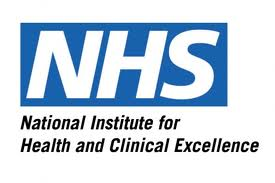 NHS
National Institute for
Health and Clinical Excellence